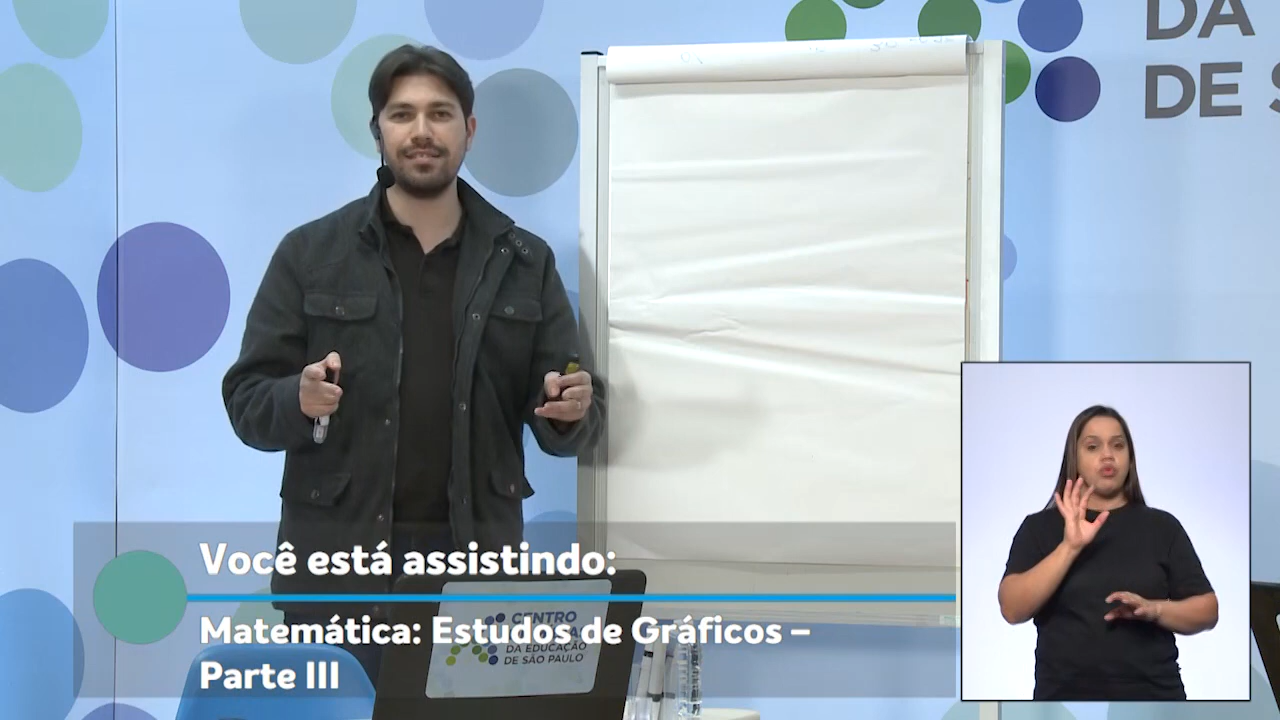 DA
DE S
Você está assistindo:
Matemática: Estudos de Gráficos –
Parte III
CENTRO
DA EDUCAÇÃO
DE SÃO PAULO